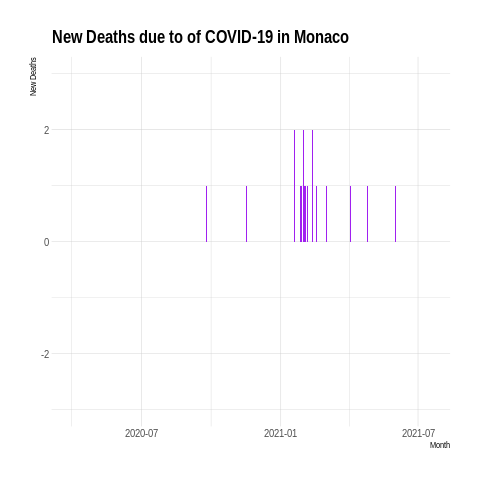 New Deaths due to of COVID-19 in Monaco
New Deaths
2
0
-2
2020-07
2021-01
2021-07
Month